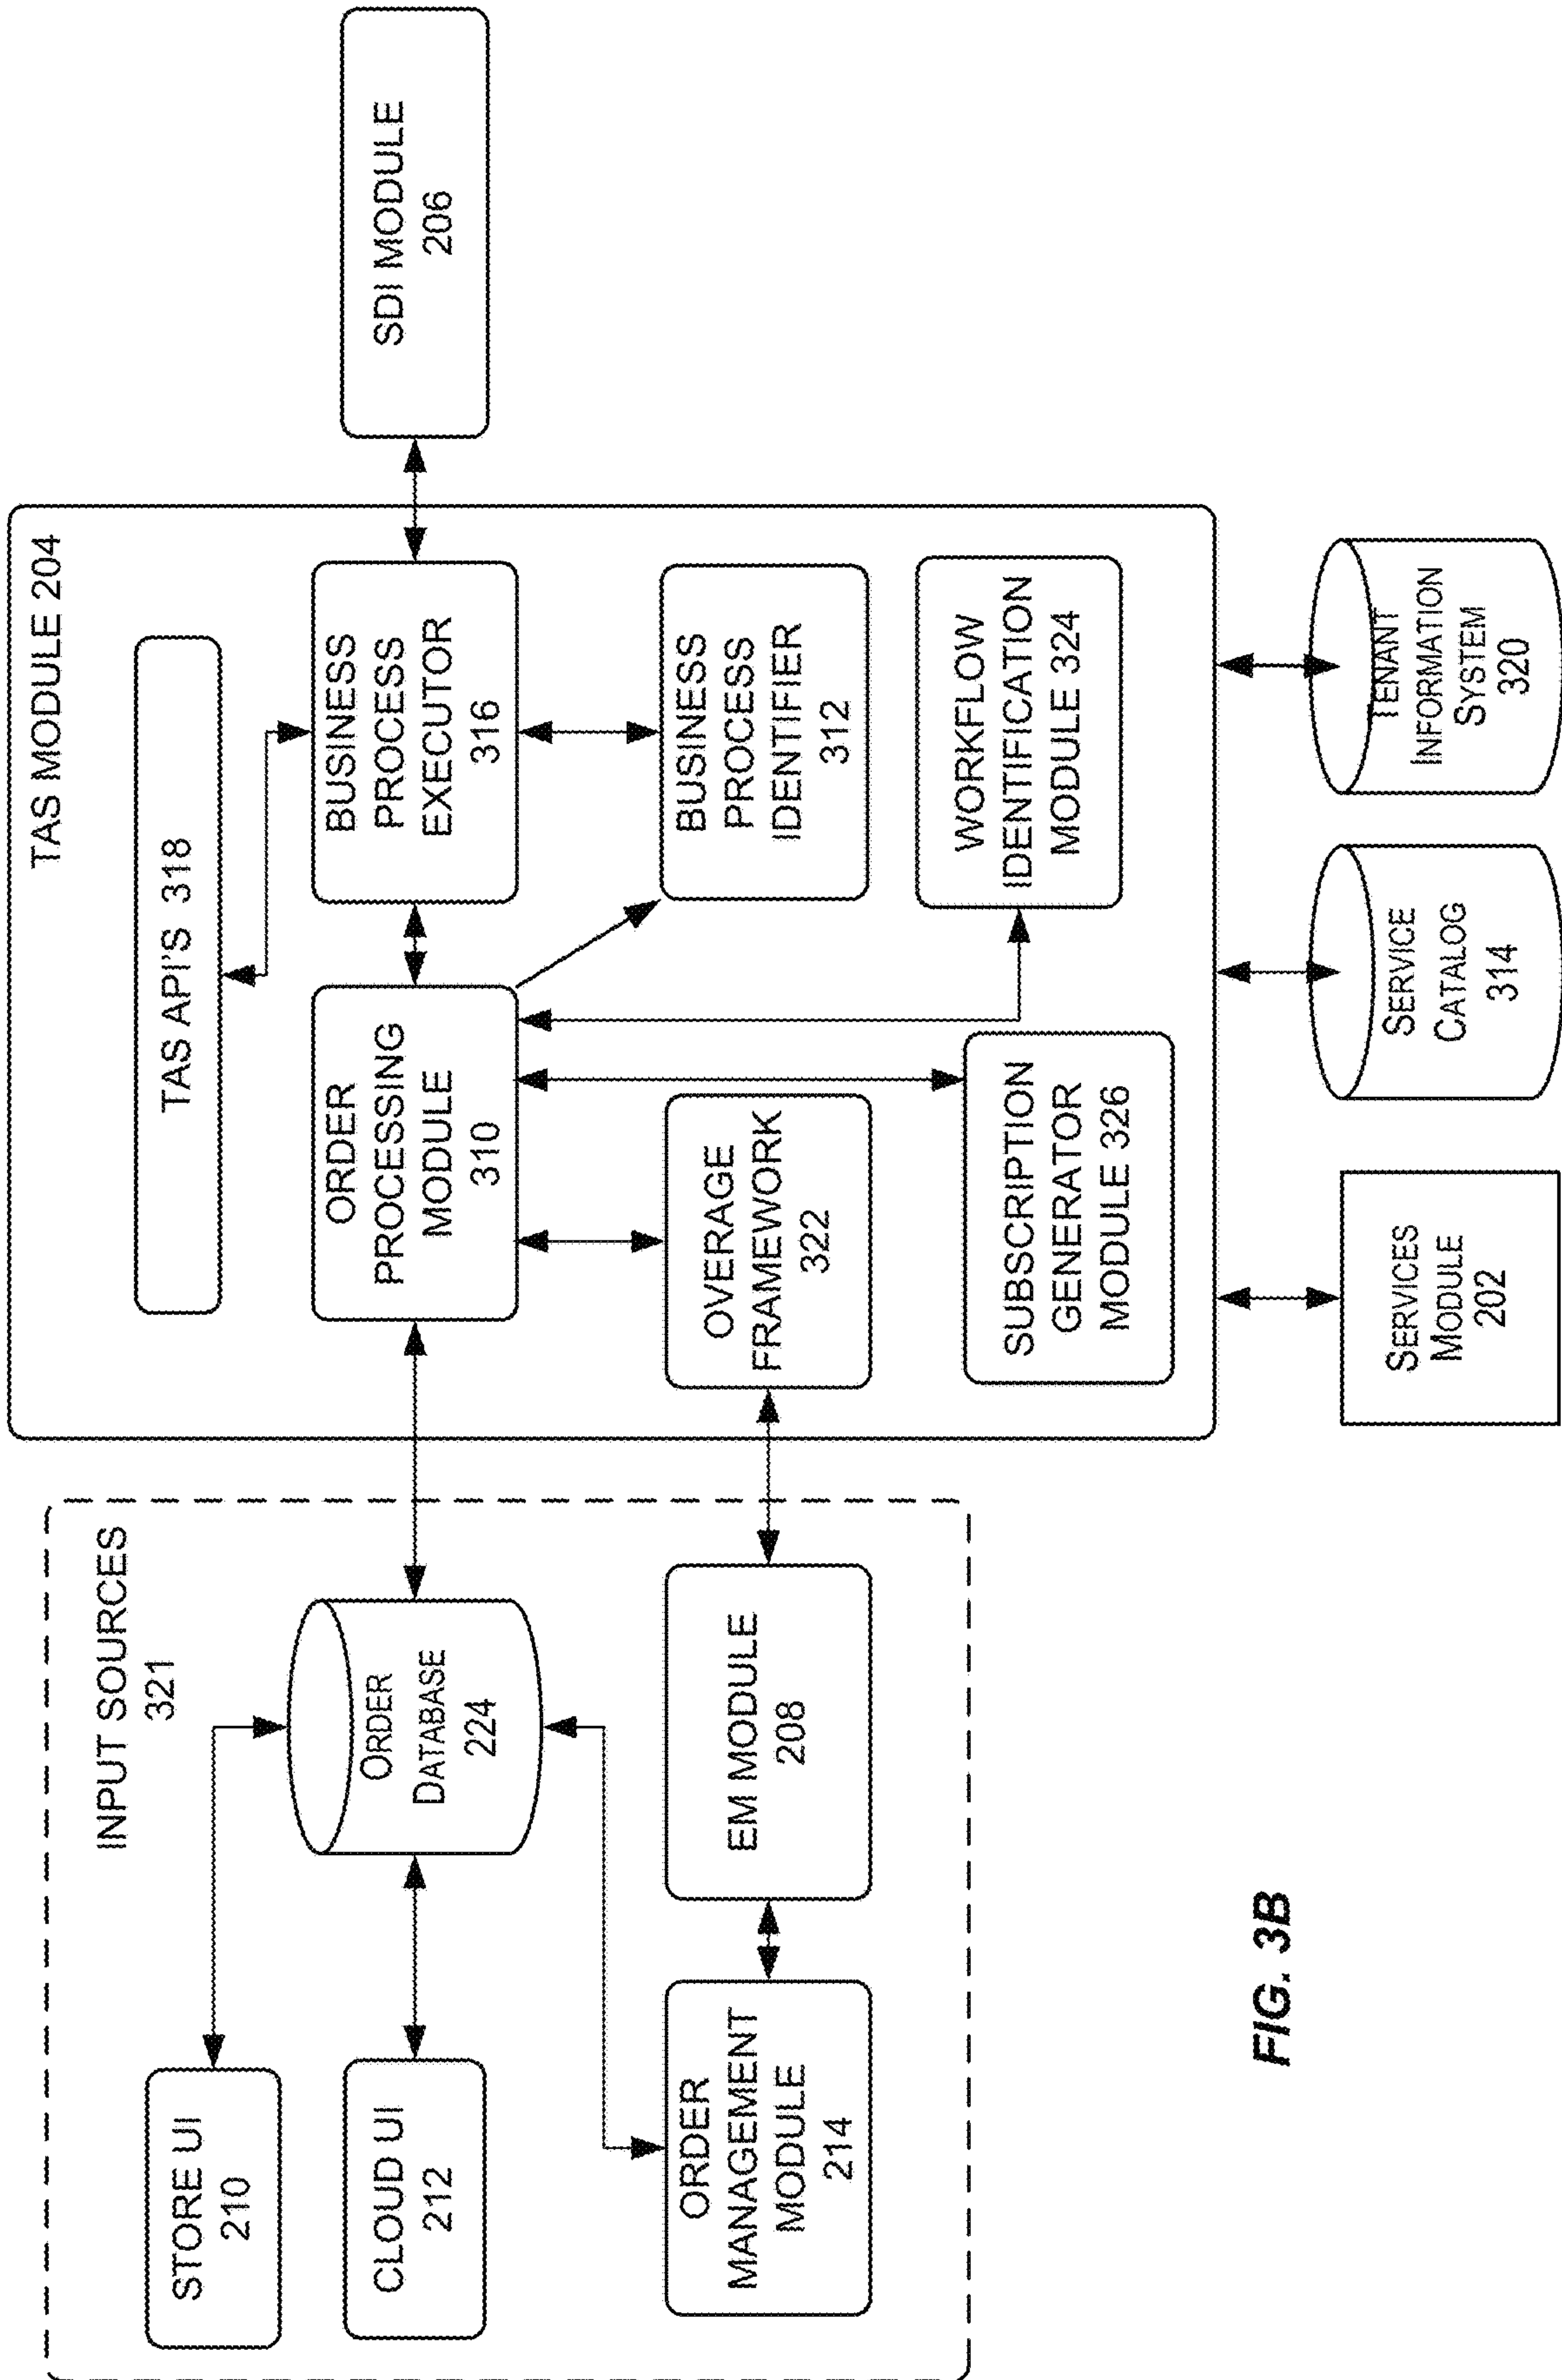 INPUT SOURCES
321
STORE UI
210
CLOUD UI
212
ORDER
MANAGEMENT
MODULE
214
ORDER
DATABASE
224
EM MODULE
208
TAS MODULE 204
TAS API'S 318
ORDER
PROCESSING
MODULE
310
BUSINESS
PROCESS
EXECUTOR
316
OVERAGE
FRAMEWORK
322
BUSINESS
PROCESS
IDENTIFIER
312
SUBSCRIPTION
GENERATOR
MODULE 326
WORKFLOW
IDENTIFICATION
MODULE 324
SDI MODULE
206
SERVICES
MODULE
202
SERVICE
CATALOG
314
TENANT
INFORMATION
SYSTEM
320
FIG. 3B